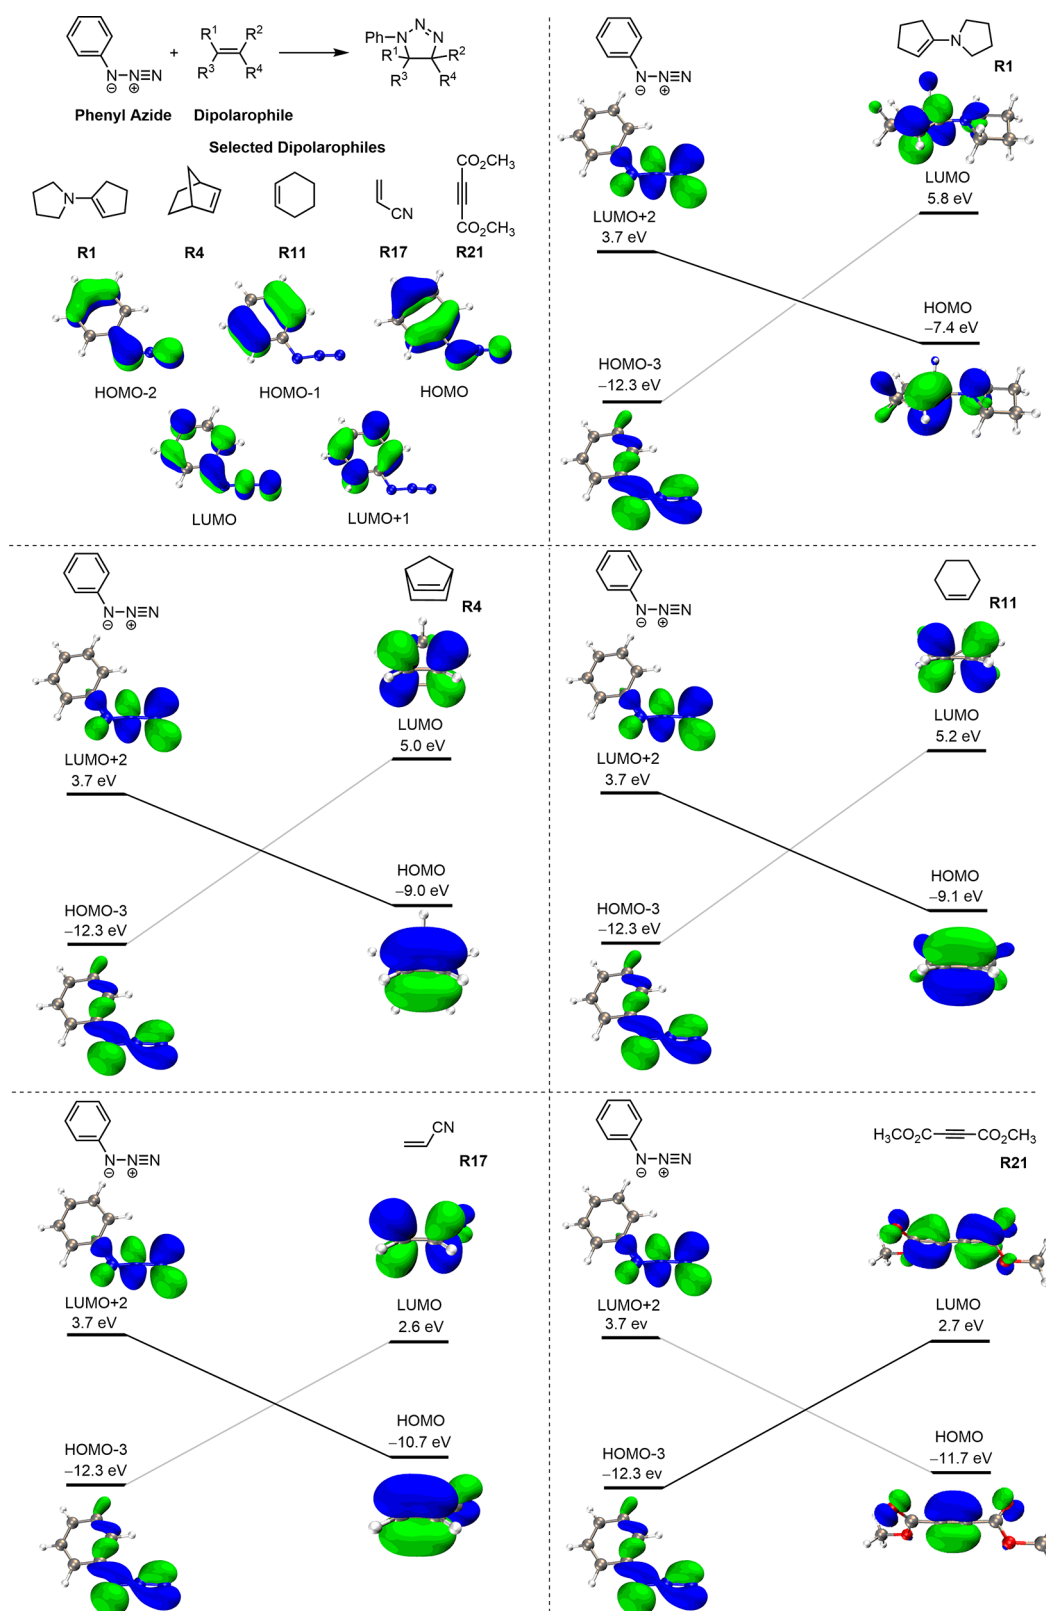 N–N≡N
⊖ ⊕
+
R1 R2
R3 R4
Ph N N N
R1 R2
R3 R4
Phenyl Azide Dipolarophile
Selected Dipolarophiles
N
CN
CO2CH3
CO2CH3
R1 R4 R11 R17 R21
HOMO-2 HOMO-1 HOMO
LUMO LUMO+1
N–N≡N
⊖ ⊕
N
R1
LUMO+2
3.7 eV
LUMO
5.8 eV
HOMO
−7.4 eV
HOMO-3
−12.3 eV
N–N≡N
⊖ ⊕
R4
LUMO+2
3.7 eV
LUMO
5.0 eV
HOMO
−9.0 eV
HOMO-3
−12.3 eV
N–N≡N
⊖ ⊕
R11
LUMO+2
3.7 eV
LUMO
5.2 eV
HOMO
−9.1 eV
HOMO-3
−12.3 eV
N–N≡N
⊖ ⊕
CN
R17
LUMO+2
3.7 eV
LUMO
2.6 eV
HOMO
−10.7 eV
HOMO-3
−12.3 eV
N–N≡N
⊖ ⊕
H3CO2C CO2CH3
R21
LUMO+2
3.7 ev
LUMO
2.7 eV
HOMO
−11.7 eV
HOMO-3
−12.3 ev